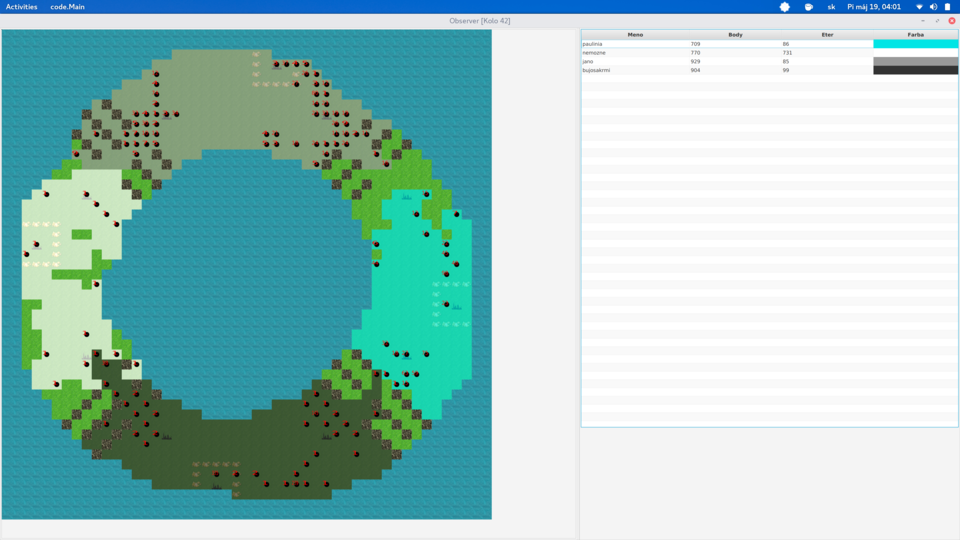 Activities code.Main sk Pi máj 19, 04:01
Observer [Kolo 42]
Meno Body Eter Farba
paulinia 709 86
nemozne 770 731
jano 929 85
bujosakrmi 904 99